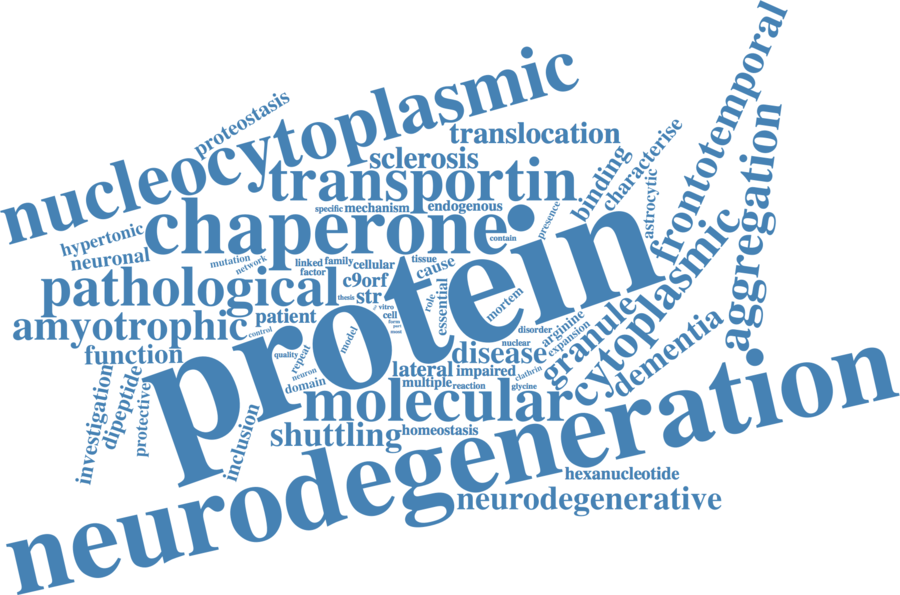 nucleocytoplasmic
proteostasis
translocation
sclerosis
transportin
frontotemporal
binding
characterise
astrocytic
aggregation
specific
mechanism
endogenous
chaperone
contain
presence
hypertonic
neuronal
mutation
network
linked
family
factor
cellular
tissue
cause
c9orf
pathological
thesis
str
vitro
cell
role
essential
mortem
protein
cytoplasmic
granule
dementia
amyotrophic
patient
control
model
disorder
arginine
expansion
nuclear
function
quality
repeat
disease
lateral
impaired
clathrin
neuron
domain
multiple
reaction
glycine
investigation
dipeptide
protective
inclusion
molecular
shuttling
homeostasis
neurodegeneration
hexanucleotide
neurodegenerative